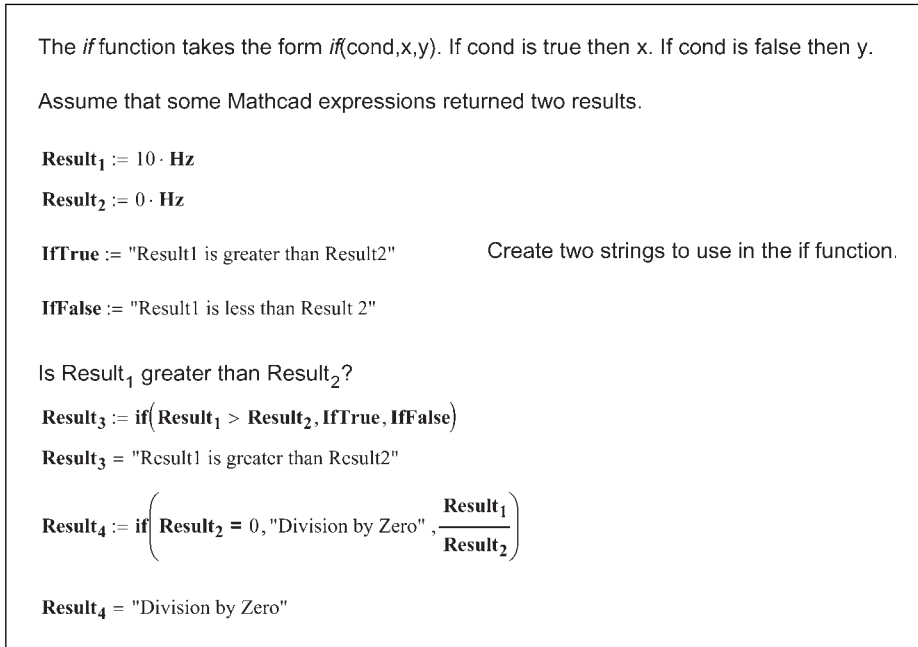 The if function takes the form if(cond,x,y). If cond is true then x. If cond is false then y.
Assume that some Mathcad expressions returned two results.
Result₁ := 10 · Hz
Result₂ := 0 · Hz
IfTrue := "Result1 is greater than Result2" Create two strings to use in the if function.
IfFalse := "Result1 is less than Result 2"
Is Result₁ greater than Result₂?
Result₃ := if(Result₁ > Result₂, IfTrue, IfFalse)
Result₃ = "Result1 is greater than Result2"
Result₄ := if(Result₂ = 0, "Division by Zero", Result₁ / Result₂)
Result₄ = "Division by Zero"